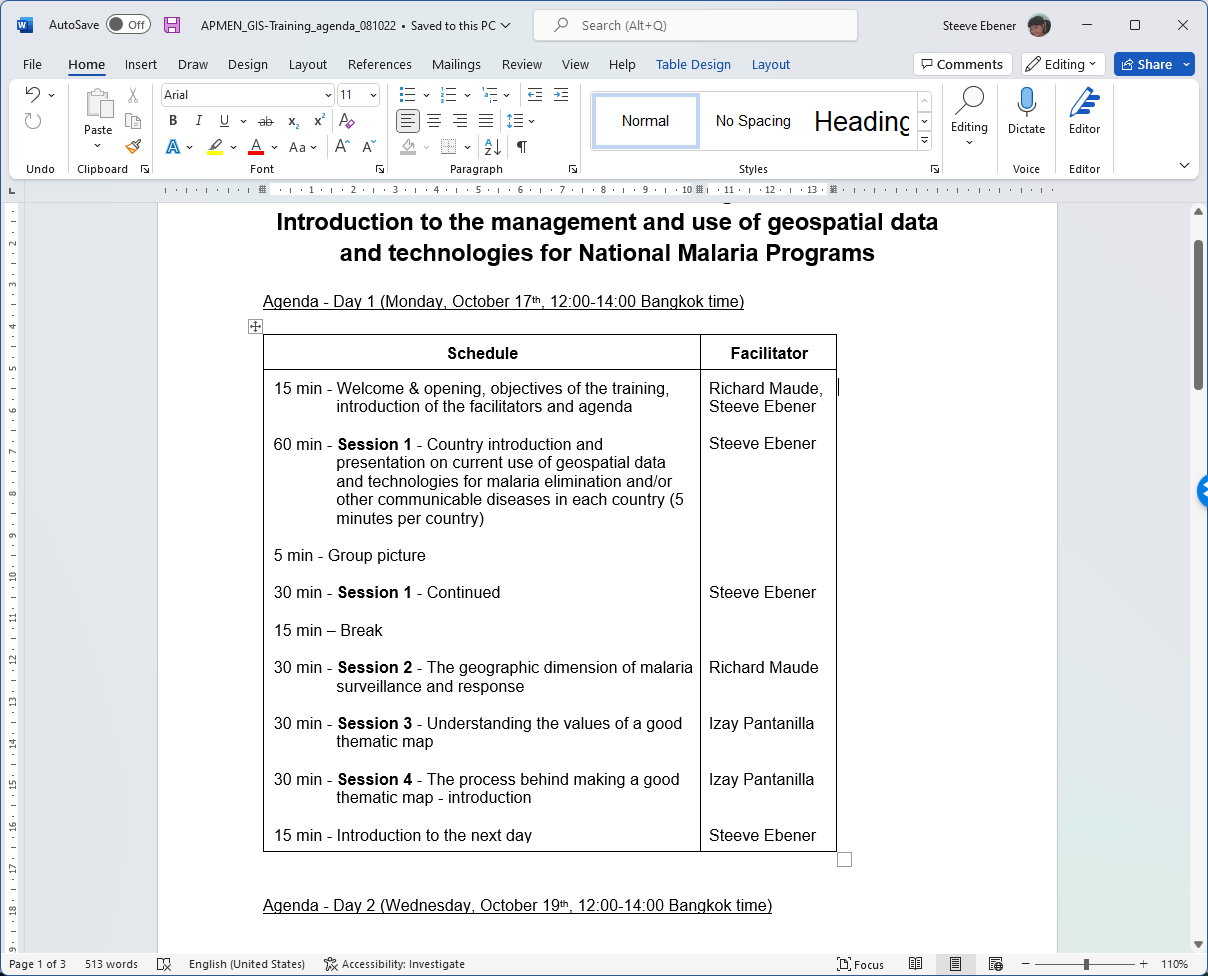 AutoSave Off APMEN_GIS-Training_agenda_081022 • Saved to this PC Search (Alt+Q) Steeve Ebener
File Home Insert Draw Design Layout References Mailings Review View Help Table Design Layout Comments Editing Share
Arial 11
Paste
Normal No Spacing Heading
Editing Dictate Editor
Undo Clipboard Font Paragraph Styles Voice Editor
Introduction to the management and use of geospatial data
and technologies for National Malaria Programs
Agenda - Day 1 (Monday, October 17th, 12:00-14:00 Bangkok time)
Schedule Facilitator
15 min - Welcome & opening, objectives of the training, Richard Maude,
introduction of the facilitators and agenda Steeve Ebener
60 min - Session 1 - Country introduction and Steeve Ebener
presentation on current use of geospatial data
and technologies for malaria elimination and/or
other communicable diseases in each country (5
minutes per country)
5 min - Group picture
30 min - Session 1 - Continued Steeve Ebener
15 min – Break
30 min - Session 2 - The geographic dimension of malaria Richard Maude
surveillance and response
30 min - Session 3 - Understanding the values of a good Izay Pantanilla
thematic map
30 min - Session 4 - The process behind making a good Izay Pantanilla
thematic map - introduction
15 min - Introduction to the next day Steeve Ebener
Agenda - Day 2 (Wednesday, October 19th, 12:00-14:00 Bangkok time)
Page 1 of 3 513 words English (United States) Accessibility: Investigate Focus 110%